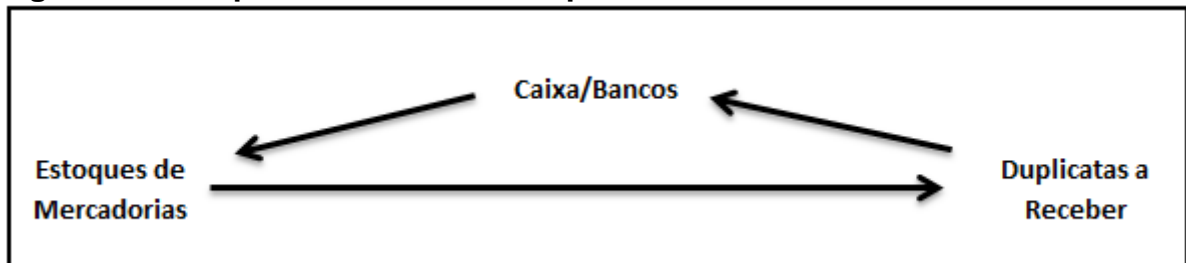 Caixa/Bancos
Estoques de
Mercadorias
Duplicatas a
Receber